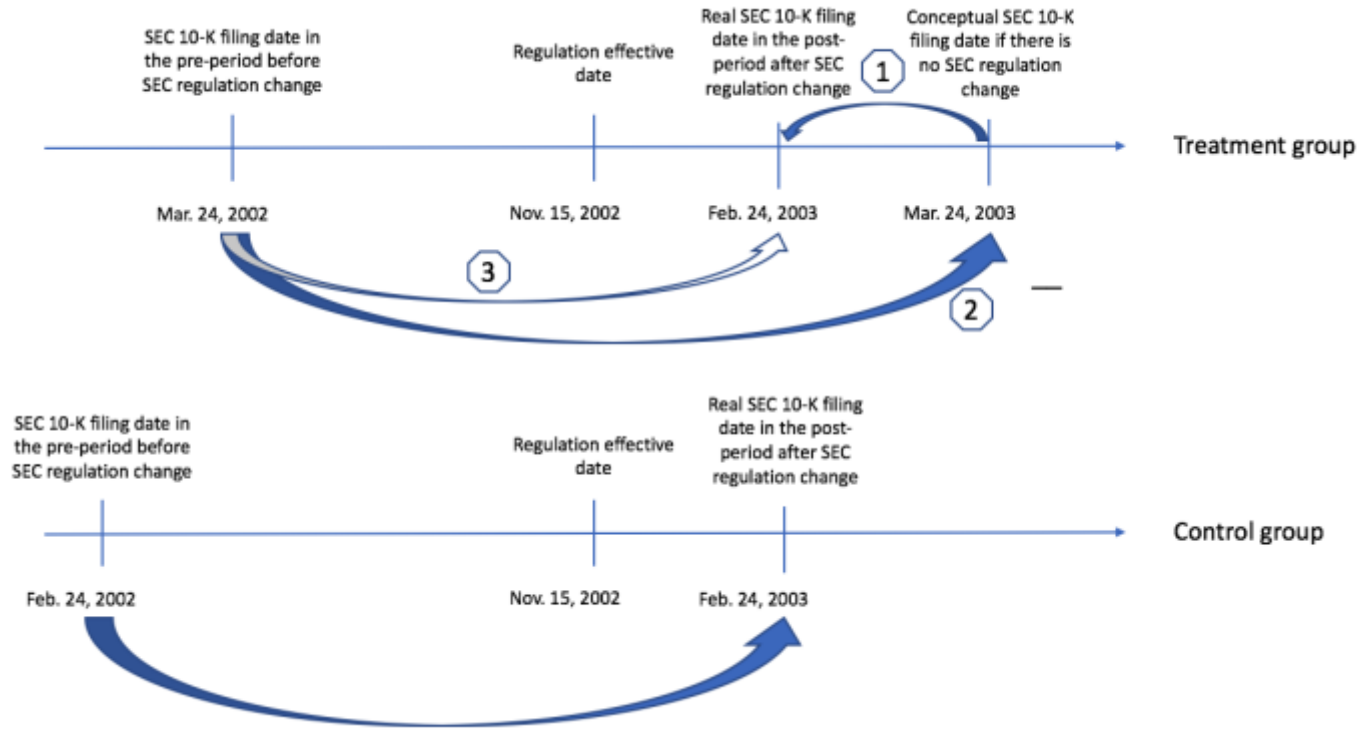 SEC 10-K filing date in
the pre-period before
SEC regulation change
Regulation effective
date
Real SEC 10-K filing
date in the post-
period after SEC
regulation change
Conceptual SEC 10-K
filing date if there is
no SEC regulation
change
1
Treatment group
Mar. 24, 2002
Nov. 15, 2002
Feb. 24, 2003
Mar. 24, 2003
3
2
—
SEC 10-K filing date in
the pre-period before
SEC regulation change
Regulation effective
date
Real SEC 10-K filing
date in the post-
period after SEC
regulation change
Control group
Feb. 24, 2002
Nov. 15, 2002
Feb. 24, 2003